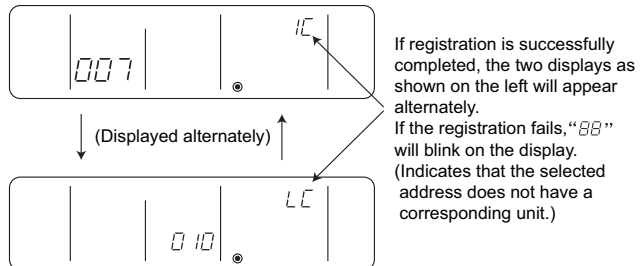 IC
007
(Displayed alternately)
LC
010
If registration is successfully
completed, the two displays as
shown on the left will appear
alternately.
If the registration fails,“88”
will blink on the display.
(Indicates that the selected
address does not have a
corresponding unit.)